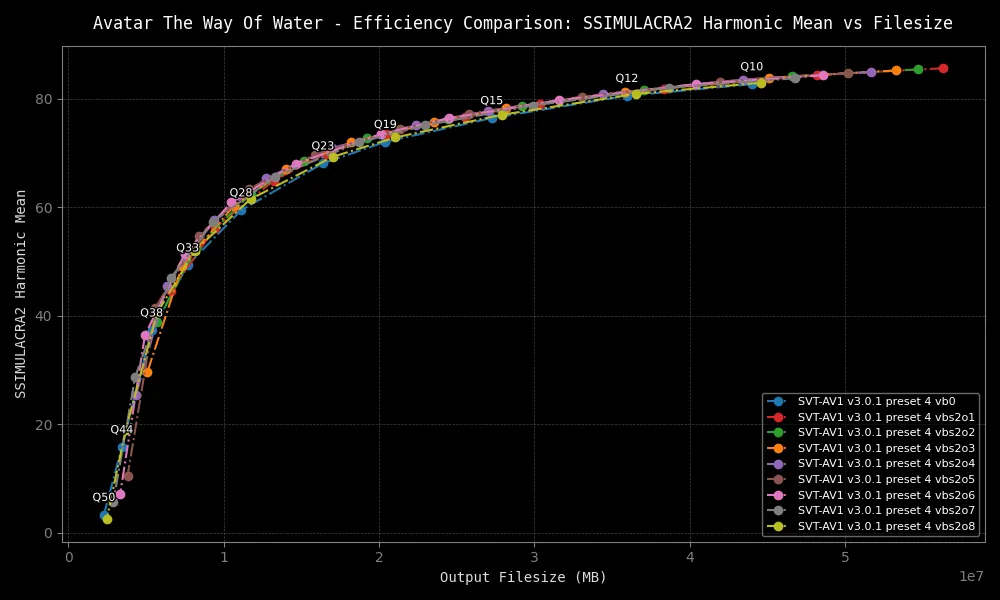 Avatar The Way Of Water - Efficiency Comparison: SSIMULACRA2 Harmonic Mean vs Filesize
SSIMULACRA2 Harmonic Mean
80
60
40
20
0
Q10
Q12
Q15
Q19
Q23
Q28
Q33
Q38
Q44
Q50
SVT-AV1 v3.0.1 preset 4 vb0
SVT-AV1 v3.0.1 preset 4 vbs2o1
SVT-AV1 v3.0.1 preset 4 vbs2o2
SVT-AV1 v3.0.1 preset 4 vbs2o3
SVT-AV1 v3.0.1 preset 4 vbs2o4
SVT-AV1 v3.0.1 preset 4 vbs2o5
SVT-AV1 v3.0.1 preset 4 vbs2o6
SVT-AV1 v3.0.1 preset 4 vbs2o7
SVT-AV1 v3.0.1 preset 4 vbs2o8
0 1 2 3 4 5
1e7
Output Filesize (MB)